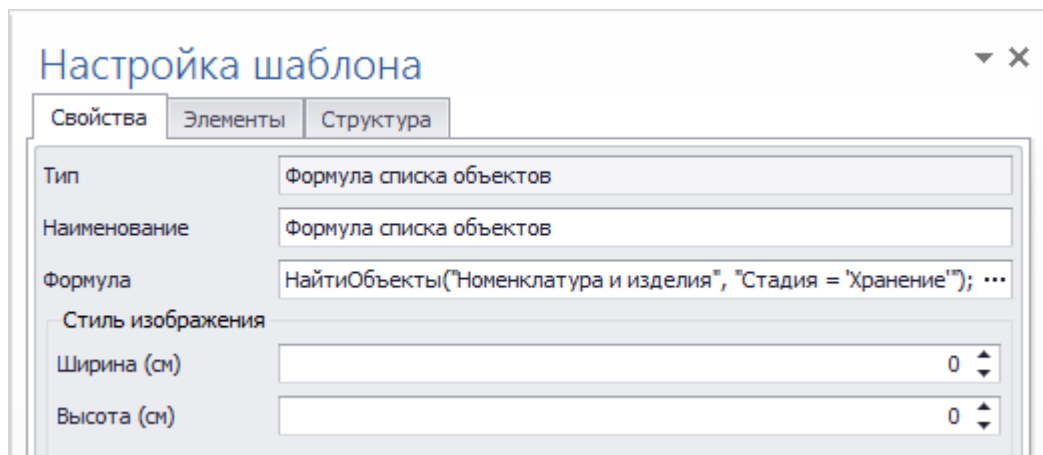 Настройка шаблона
Свойства Элементы Структура
Тип Формула списка объектов
Наименование Формула списка объектов
Формула НайтиОбъекты("Номенклатура и изделия", "Стадия = 'Хранение'"); ...
Стиль изображения
Ширина (см) 0
Высота (см) 0